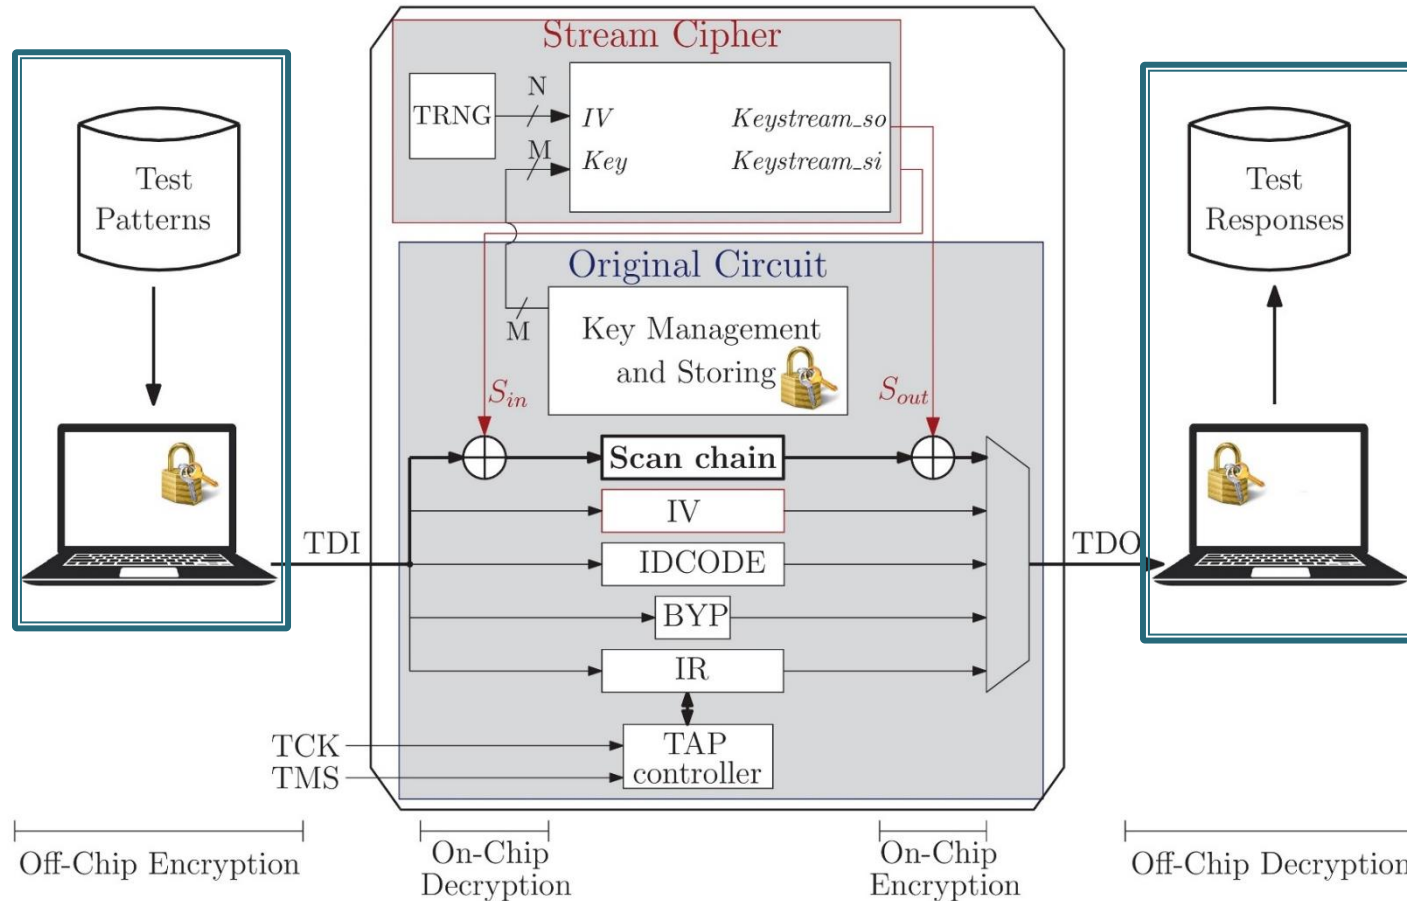 Stream Cipher
TRNG
N
M
IV
Key
Keystream_so
Keystream_si
Test
Patterns
Test
Responses
Original Circuit
M
Key Management
and Storing
S_in
S_out
Scan chain
IV
IDCODE
BYP
IR
TAP
controller
TDI
TDO
TCK
TMS
Off-Chip Encryption
On-Chip
Decryption
On-Chip
Encryption
Off-Chip Decryption